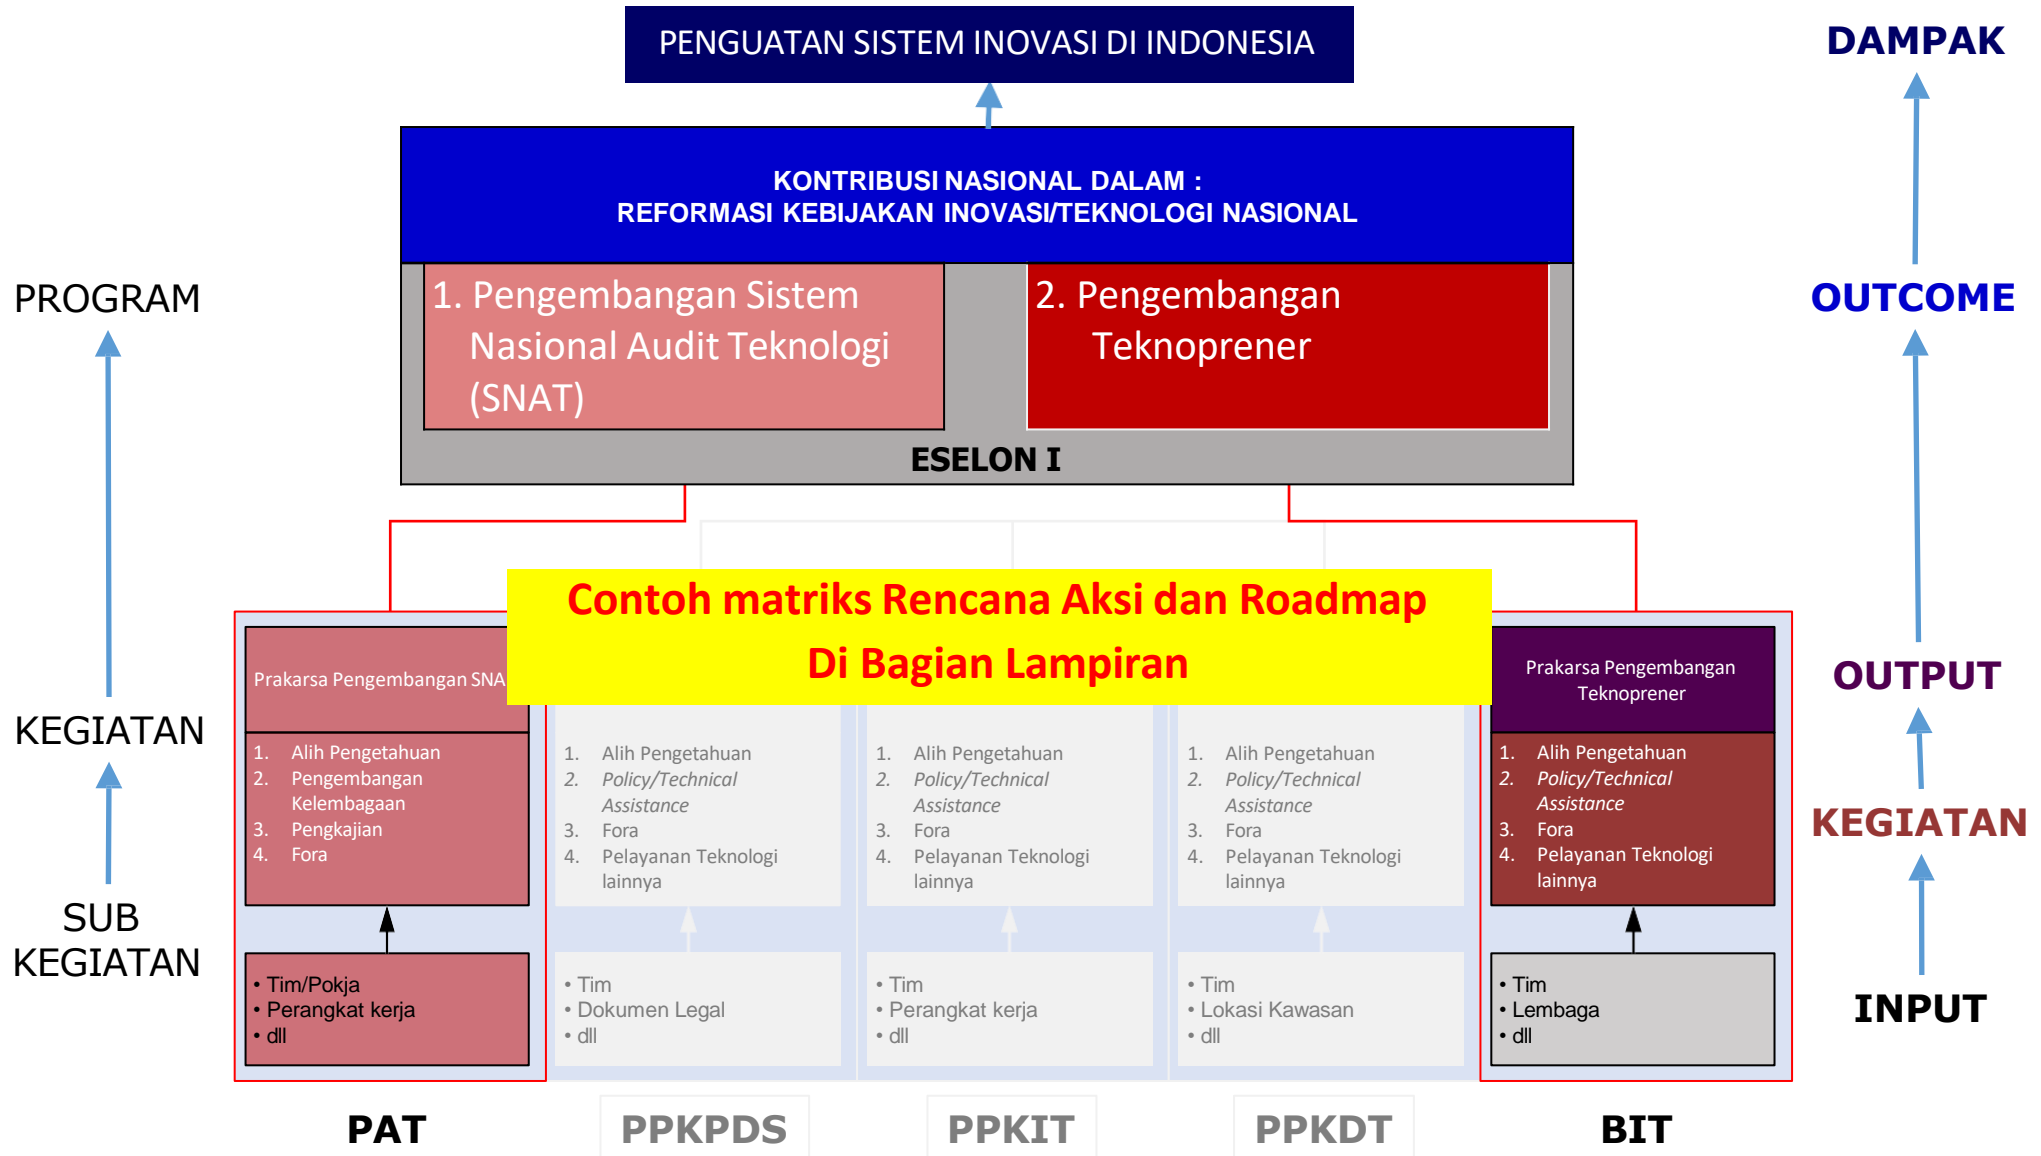 PENGUATAN SISTEM INOVASI DI INDONESIA
DAMPAK
KONTRIBUSI NASIONAL DALAM :
REFORMASI KEBIJAKAN INOVASI/TEKNOLOGI NASIONAL
PROGRAM
1. Pengembangan Sistem
Nasional Audit Teknologi
(SNAT)
2. Pengembangan
Teknoprener
OUTCOME
ESELON I
Contoh matriks Rencana Aksi dan Roadmap
Di Bagian Lampiran
KEGIATAN
SUB
KEGIATAN
Prakarsa Pengembangan SNA
1. Alih Pengetahuan
2. Pengembangan
Kelembagaan
3. Pengkajian
4. Fora
• Tim/Pokja
• Perangkat kerja
• dll
PAT
1. Alih Pengetahuan
2. Policy/Technical
Assistance
3. Fora
4. Pelayanan Teknologi
lainnya
• Tim
• Dokumen Legal
• dll
PPKPDS
1. Alih Pengetahuan
2. Policy/Technical
Assistance
3. Fora
4. Pelayanan Teknologi
lainnya
• Tim
• Perangkat kerja
• dll
PPKIT
1. Alih Pengetahuan
2. Policy/Technical
Assistance
3. Fora
4. Pelayanan Teknologi
lainnya
• Tim
• Lokasi Kawasan
• dll
PPKDT
Prakarsa Pengembangan
Teknoprener
1. Alih Pengetahuan
2. Policy/Technical
Assistance
3. Fora
4. Pelayanan Teknologi
lainnya
• Tim
• Lembaga
• dll
BIT
OUTPUT
KEGIATAN
INPUT